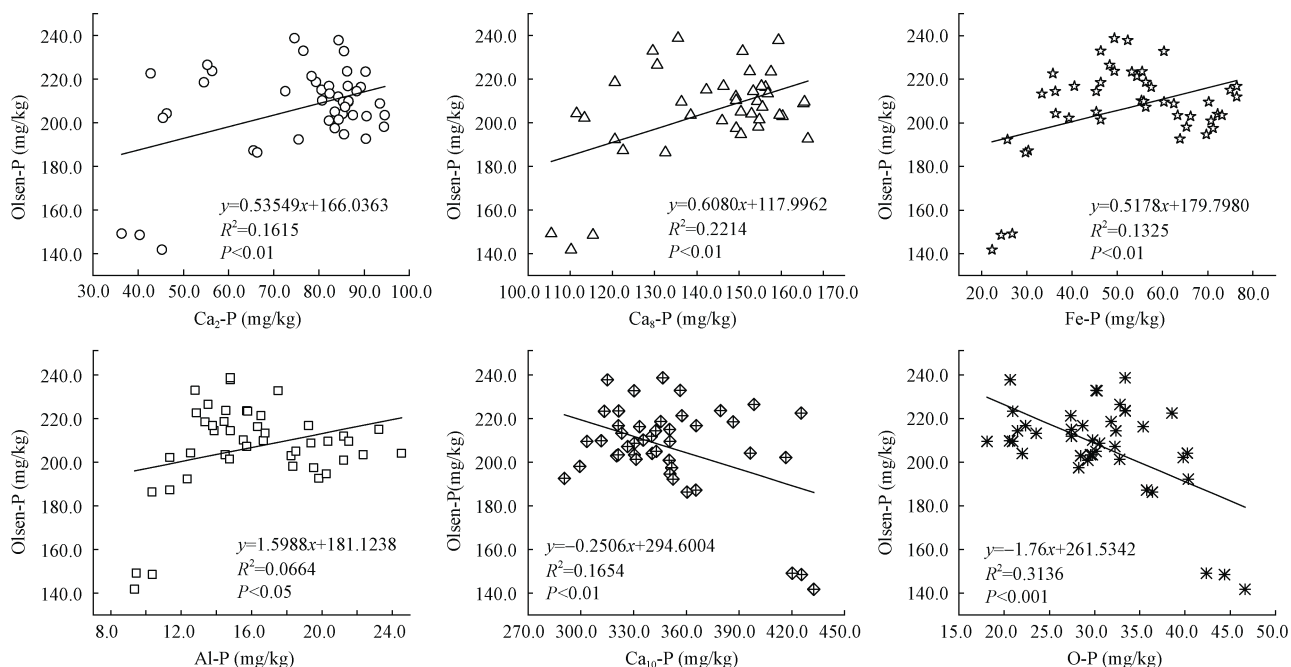 240.0
220.0
200.0
180.0
160.0
140.0
Olsen-P (mg/kg)
y=0.53549x+166.0363
R²=0.1615
P<0.01
30.0 40.0 50.0 60.0 70.0 80.0 90.0 100.0
Ca₂-P (mg/kg)
240.0
220.0
200.0
180.0
160.0
140.0
Olsen-P (mg/kg)
y=0.6080x+117.9962
R²=0.2214
P<0.01
100.0 110.0 120.0 130.0 140.0 150.0 160.0 170.0
Ca₈-P (mg/kg)
240.0
220.0
200.0
180.0
160.0
140.0
Olsen-P (mg/kg)
y=0.5178x+179.7980
R²=0.1325
P<0.01
20.0 30.0 40.0 50.0 60.0 70.0 80.0
Fe-P (mg/kg)
240.0
220.0
200.0
180.0
160.0
140.0
Olsen-P (mg/kg)
y=1.5988x+181.1238
R²=0.0664
P<0.05
8.0 12.0 16.0 20.0 24.0
Al-P (mg/kg)
240.0
220.0
200.0
180.0
160.0
140.0
Olsen-P(mg/kg)
y=−0.2506x+294.6004
R²=0.1654
P<0.01
270.0 300.0 330.0 360.0 390.0 420.0 450.0
Ca₁₀-P (mg/kg)
240.0
220.0
200.0
180.0
160.0
140.0
Olsen-P (mg/kg)
y=−1.76x+261.5342
R²=0.3136
P<0.001
15.0 20.0 25.0 30.0 35.0 40.0 45.0 50.0
O-P (mg/kg)